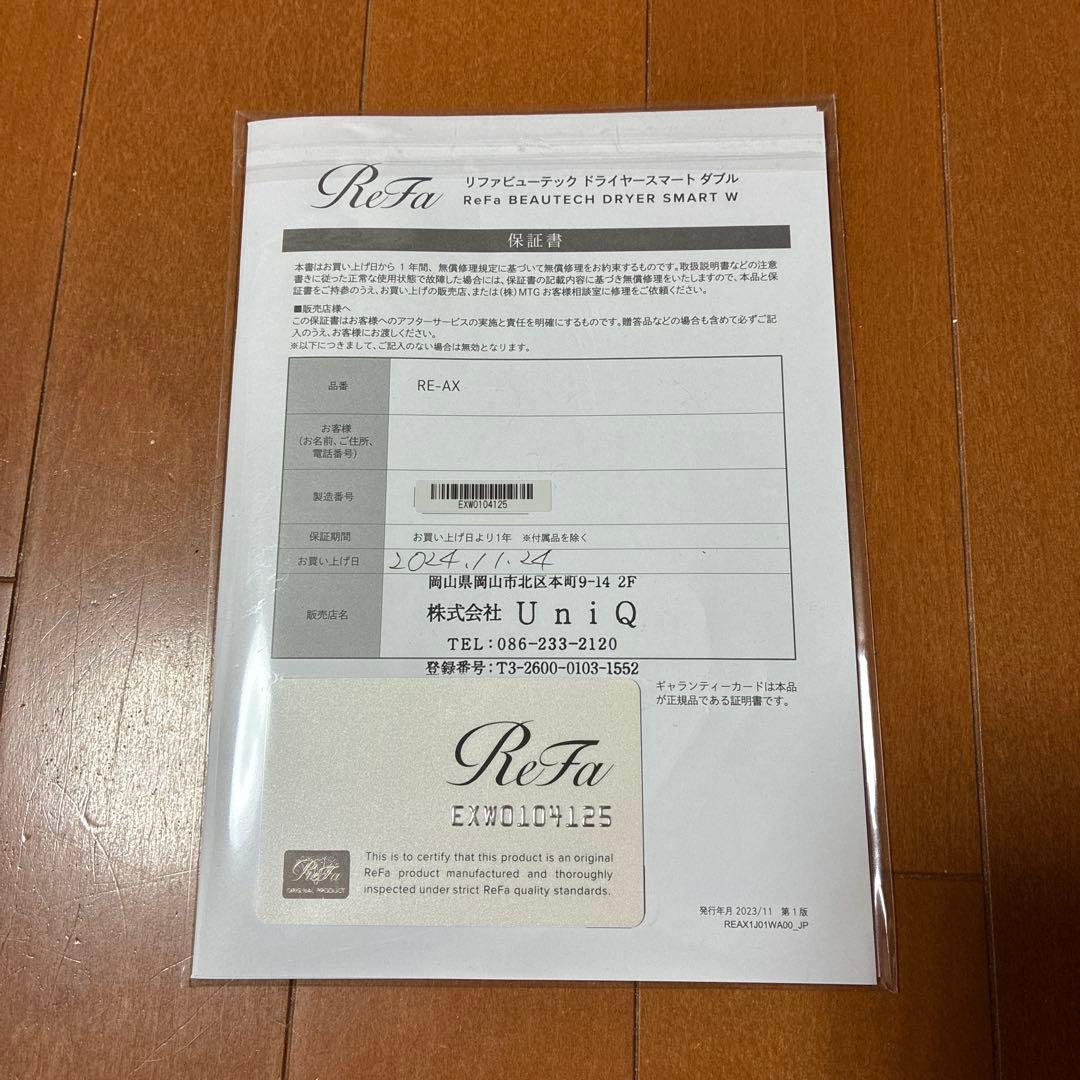 ReFa
リファビューテック ドライヤースマート ダブル
ReFa BEAUTECH DRYER SMART W
保証書
本書はお買い上げ日から 1 年間、無償修理規定に基づいて無償修理をお約束するものです。取扱説明書などの注意
書きに従った正常な使用状態で故障した場合には、保証書の記載内容に基づき無償修理をいたしますので、本品と保
証書をご持参のうえ、お買い上げの販売店、または(株)MTG お客様相談室に修理をご依頼ください。
■販売店様へ
この保証書はお客様へのアフターサービスの実施と責任を明確にするものです。贈答品などの場合も含めて必ずご記
入のうえ、お客様にお渡しください。
※以下につきまして、ご記入のない場合は無効となります。
品番 RE-AX
お客様
(お名前、ご住所、
電話番号)
製造番号 EXW0104125
保証期間 お買い上げ日より1年 ※付属品を除く
お買い上げ日 2024.11.24
岡山県岡山市北区本町9-14 2F
販売店名 株式会社 UniQ
TEL:086-233-2120
登録番号:T3-2600-0103-1552
ギャランティーカードは本品
が正規品である証明書です。
ReFa
EXW0104125
This is to certify that this product is an original
ReFa product manufactured and thoroughly
inspected under strict ReFa quality standards.
ReFa
ORIGINAL PRODUCT
発行年月 2023/11 第1版
REAX1J01WA00_JP